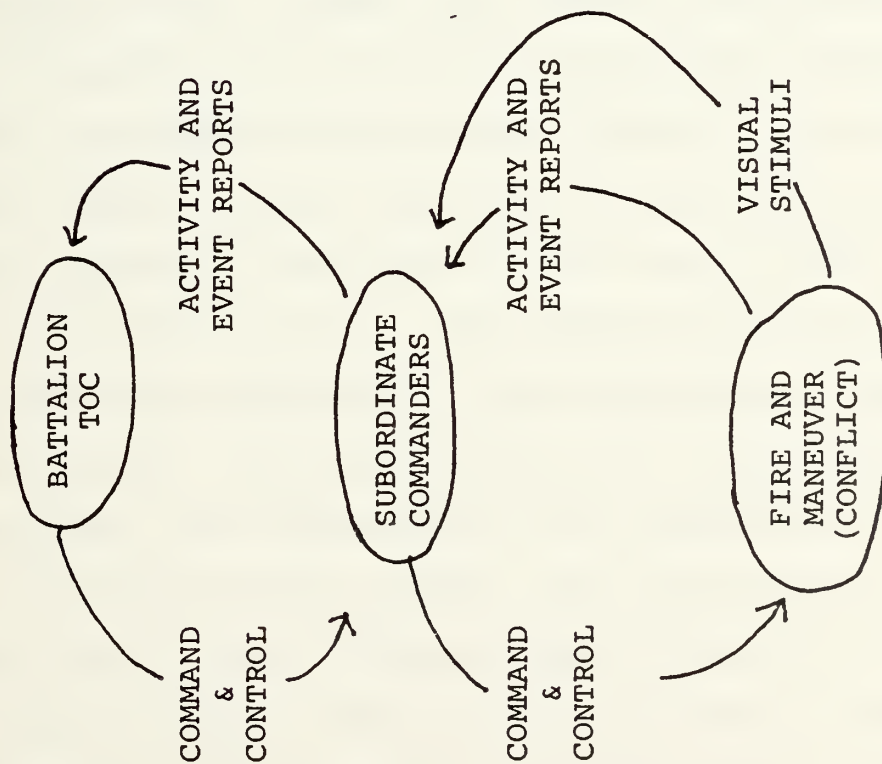 COMMAND
&
CONTROL
COMMAND
&
CONTROL
FIRE AND
MANEUVER
(CONFLICT)
SUBORDINATE
COMMANDERS
BATTALION
TOC
VISUAL
STIMULI
ACTIVITY AND
EVENT REPORTS
ACTIVITY AND
EVENT REPORTS